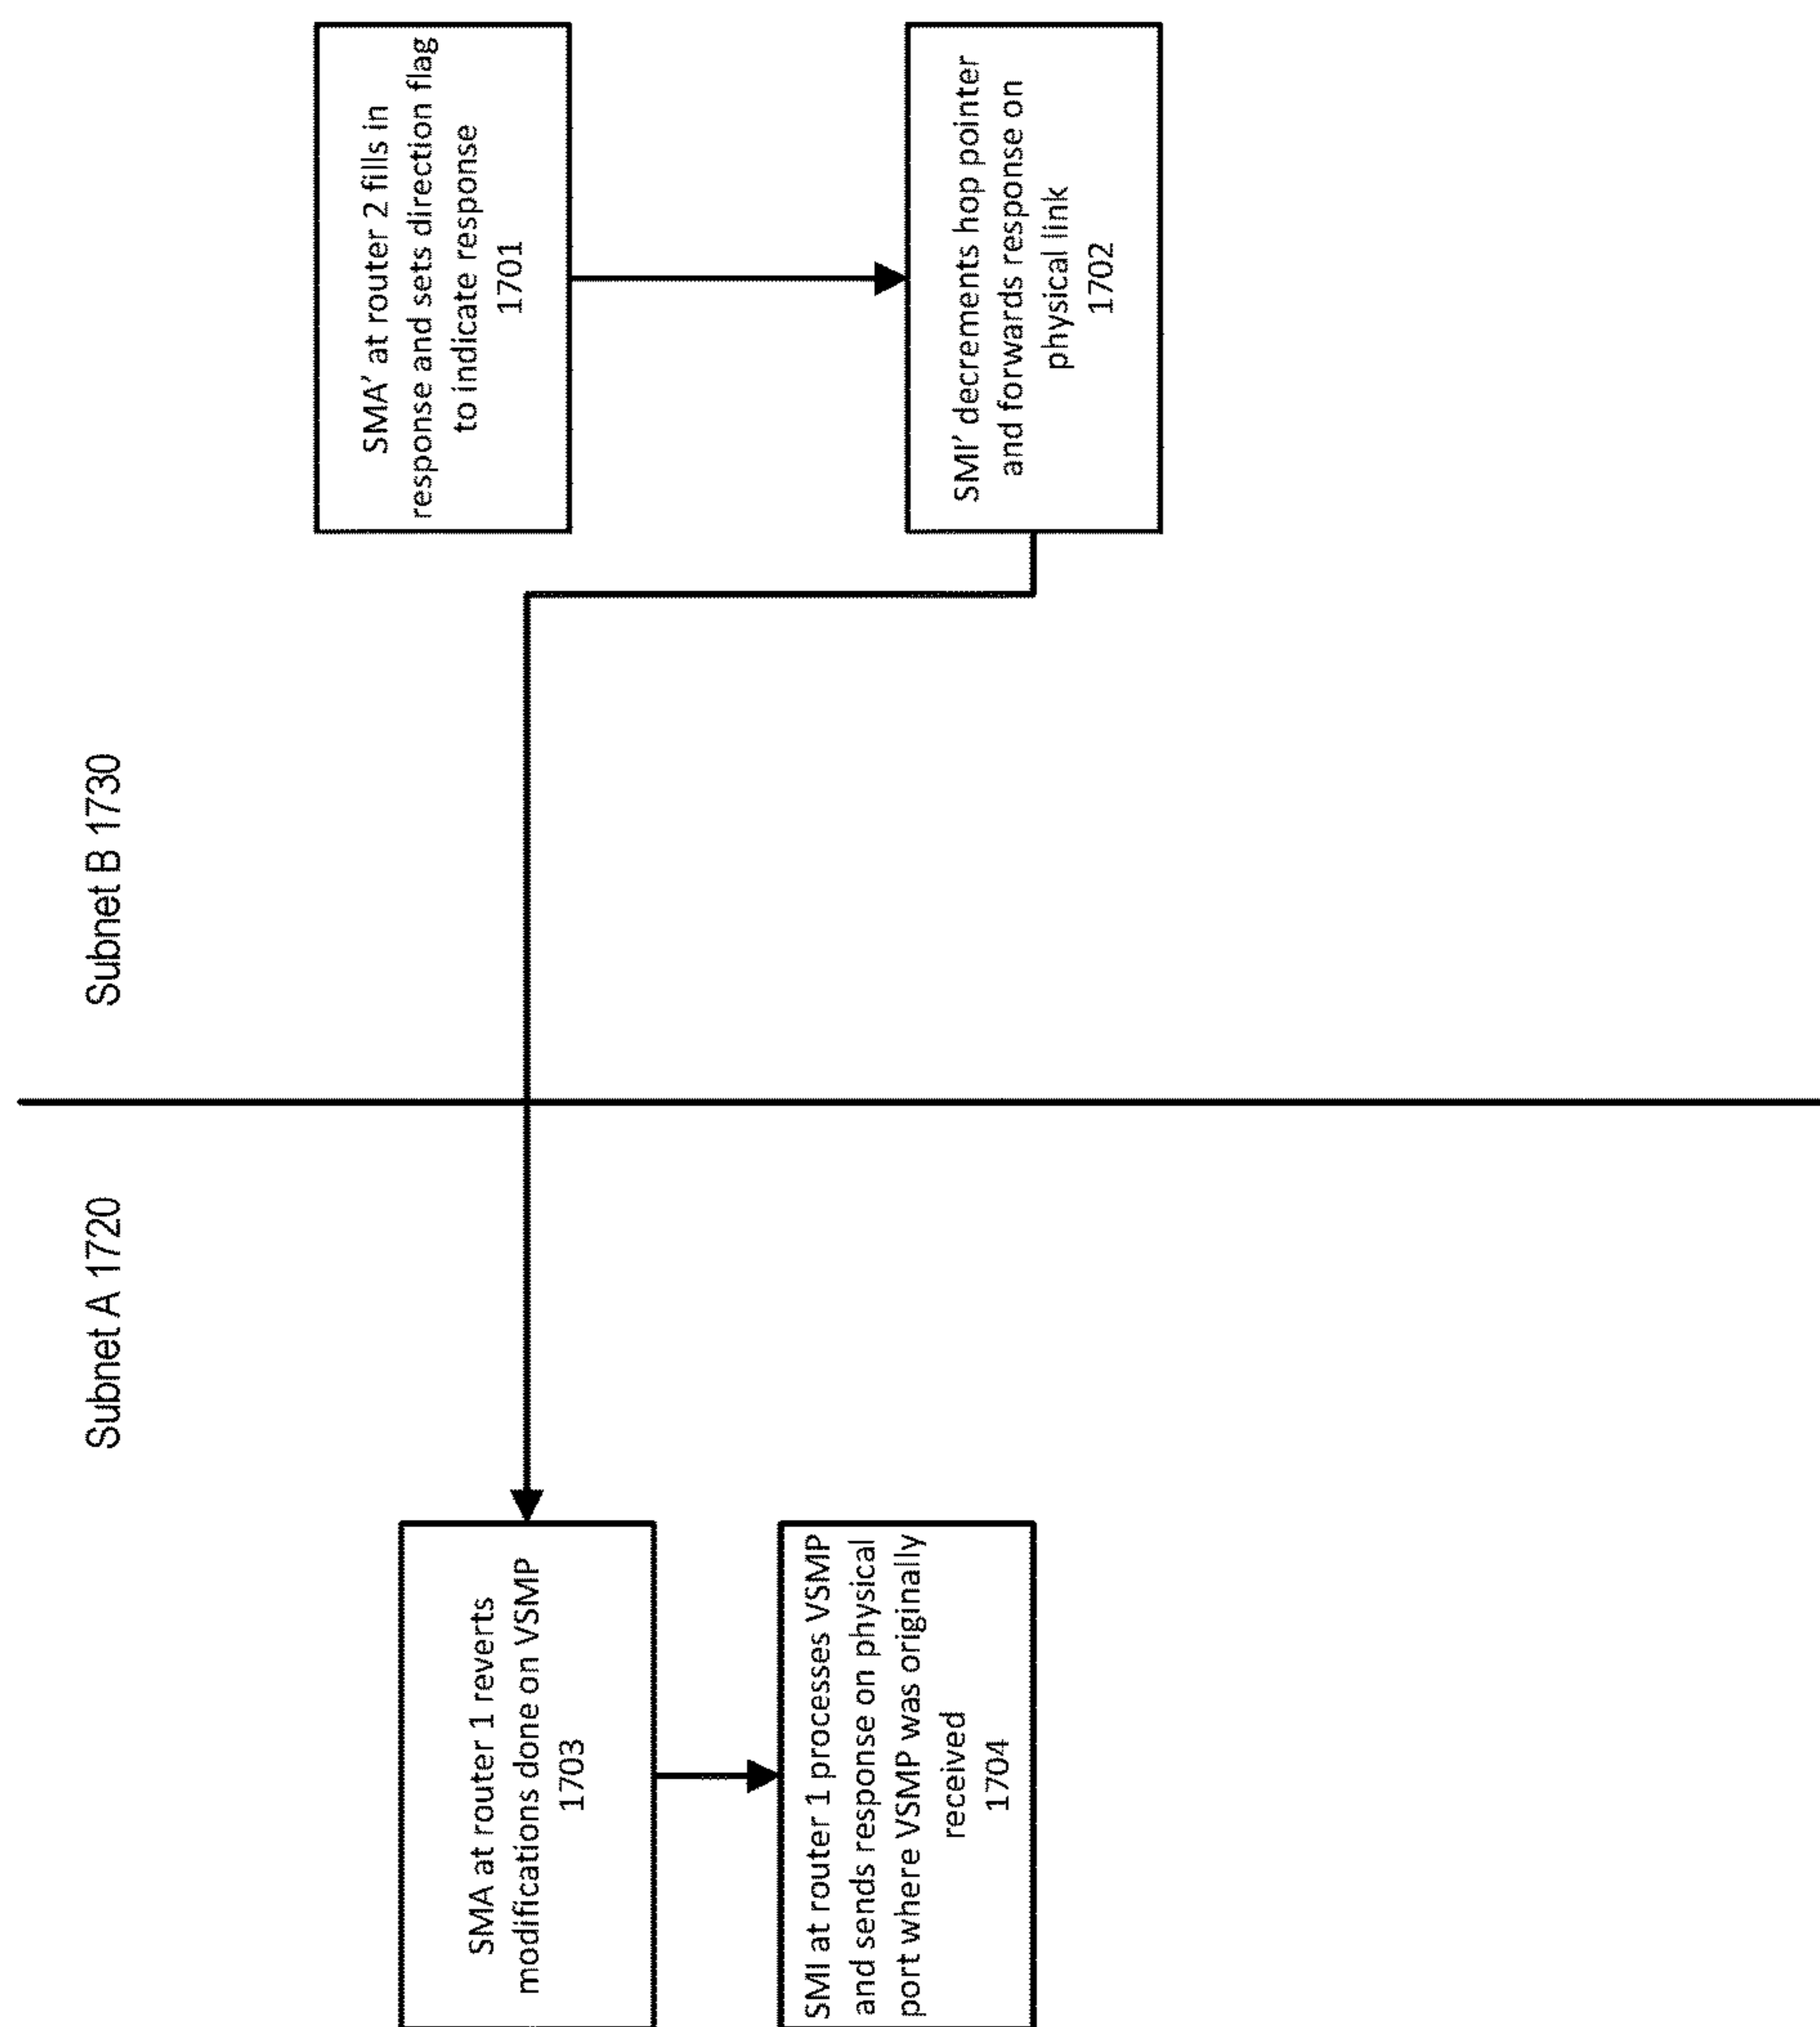 Subnet A 1720
Subnet B 1730
SMA' at router 2 fills in
response and sets direction flag
to indicate response
1701
SMI' decrements hop pointer
and forwards response on
physical link
1702
SMA at router 1 reverts
modifications done on VSMP
1703
SMI at router 1 processes VSMP
and sends response on physical
port where VSMP was originally
received
1704